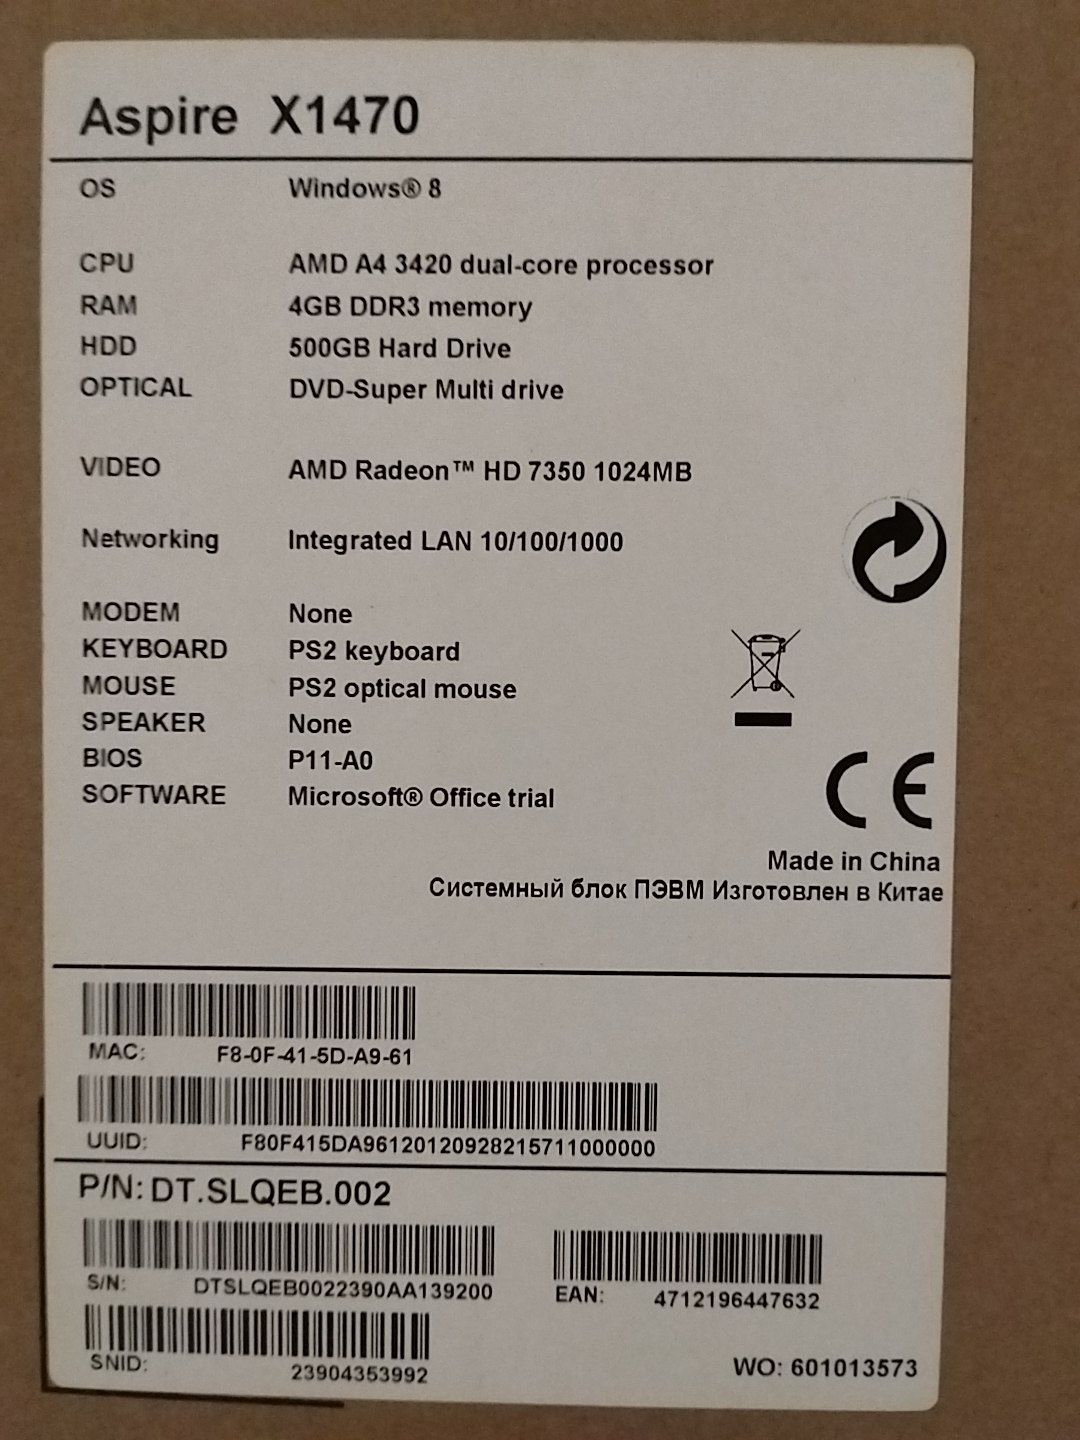 Aspire X1470
OS Windows® 8
CPU AMD A4 3420 dual-core processor
RAM 4GB DDR3 memory
HDD 500GB Hard Drive
OPTICAL DVD-Super Multi drive
VIDEO AMD Radeon™ HD 7350 1024MB
Networking Integrated LAN 10/100/1000
MODEM None
KEYBOARD PS2 keyboard
MOUSE PS2 optical mouse
SPEAKER None
BIOS P11-A0
SOFTWARE Microsoft® Office trial
CE
Made in China
Системный блок ПЭВМ Изготовлен в Китае
MAC: F8-0F-41-5D-A9-61
UUID: F80F415DA96120120928215711000000
P/N: DT.SLQEB.002
S/N: DTSLQEB0022390AA139200
EAN: 4712196447632
SNID: 23904353992
WO: 601013573